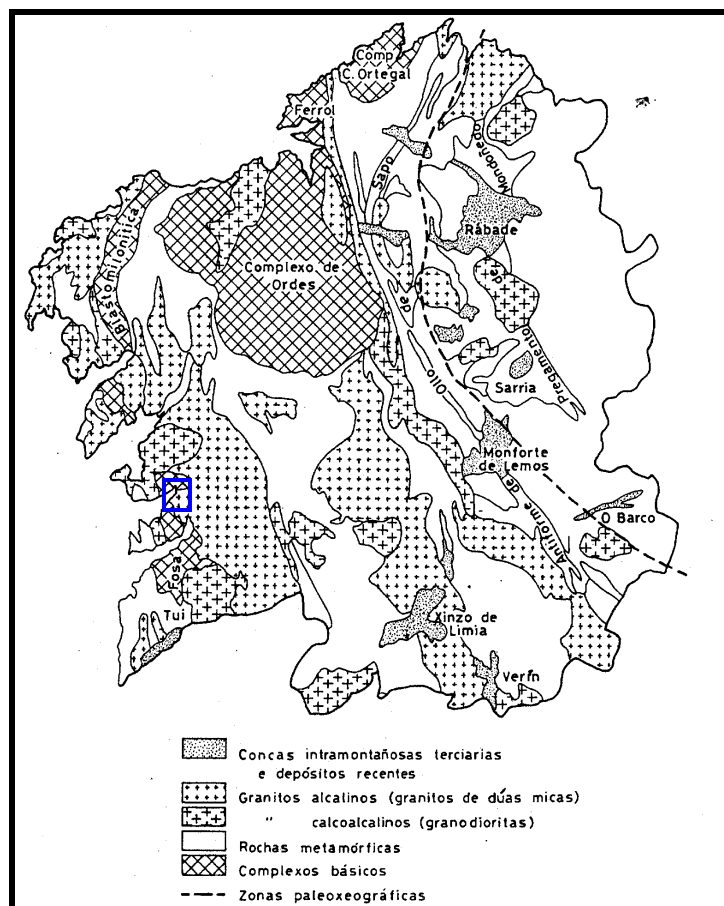 Comp
C. Ortegal
Ferrol
Sapo
Mondoñedo
Rábade
Blastomilonítica
Complexo de
Ordes
de
de
Pregamento
Ollo
Sarria
Monforte
de Lemos
de
O Barco
Antiforme
Fosa
Tui
Xinzo de
Limia
Verín
Concas intramontañosas terciarias
e depósitos recentes
Granitos alcalinos (granitos de dúas micas)
" calcoalcalinos (granodioritas)
Rochas metamórficas
Complexos básicos
Zonas paleoxeográficas